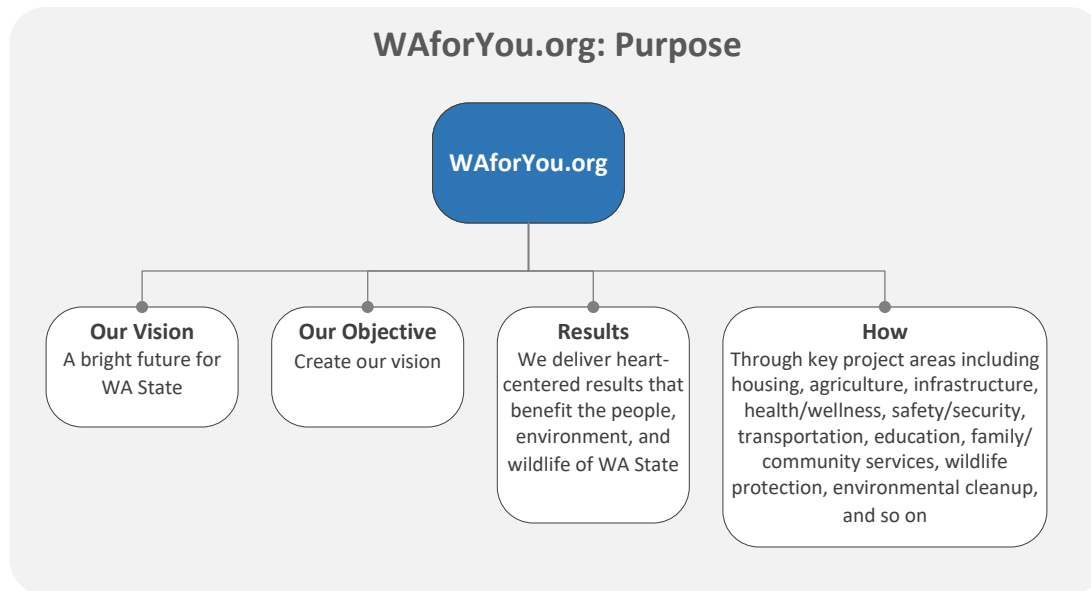 WAforYou.org: Purpose
WAforYou.org
Our Vision
A bright future for
WA State
Our Objective
Create our vision
Results
We deliver heart-
centered results that
benefit the people,
environment, and
wildlife of WA State
How
Through key project areas including
housing, agriculture, infrastructure,
health/wellness, safety/security,
transportation, education, family/
community services, wildlife
protection, environmental cleanup,
and so on